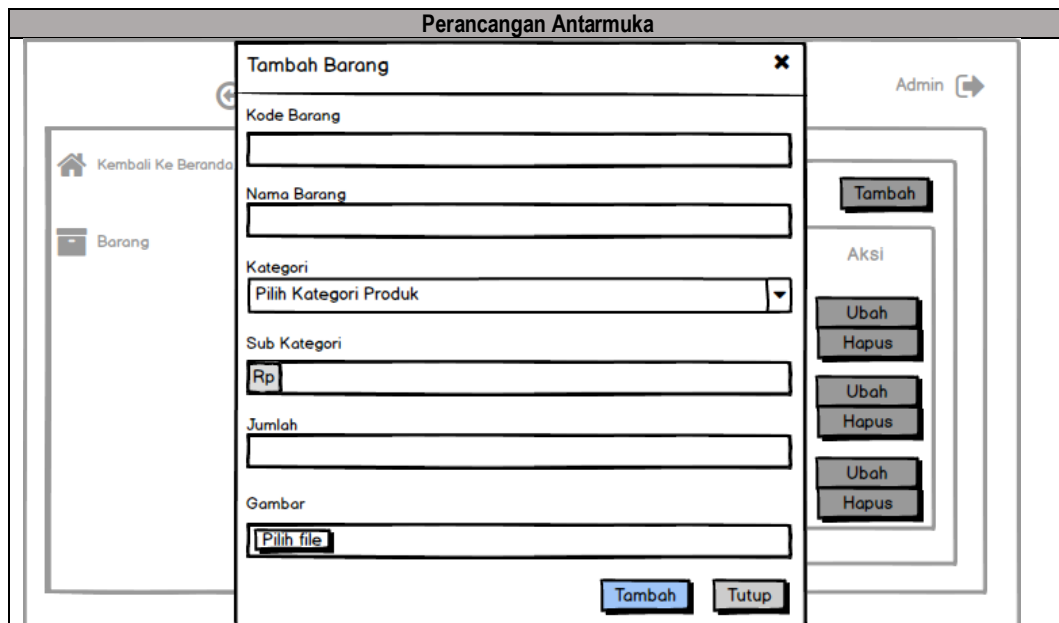 Perancangan Antarmuka
Tambah Barang
Admin
Kode Barang
Kembali Ke Beranda
Nama Barang
Tambah
Barang
Aksi
Kategori
Pilih Kategori Produk
Ubah
Hapus
Sub Kategori
Rp
Ubah
Hapus
Jumlah
Ubah
Hapus
Gambar
Pilih file
Tambah
Tutup